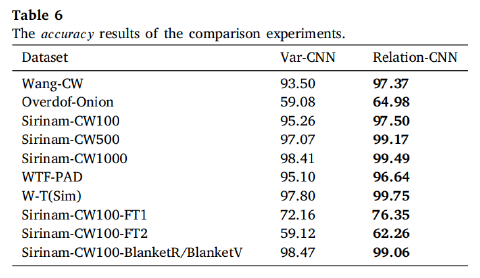 Table 6
The accuracy results of the comparison experiments.
Dataset Var-CNN Relation-CNN
Wang-CW 93.50 97.37
Overdof-Onion 59.08 64.98
Sirinam-CW100 95.26 97.50
Sirinam-CW500 97.07 99.17
Sirinam-CW1000 98.41 99.49
WTF-PAD 95.10 96.64
W-T(Sim) 97.80 99.75
Sirinam-CW100-FT1 72.16 76.35
Sirinam-CW100-FT2 59.12 62.26
Sirinam-CW100-BlanketR/BlanketV 98.47 99.06